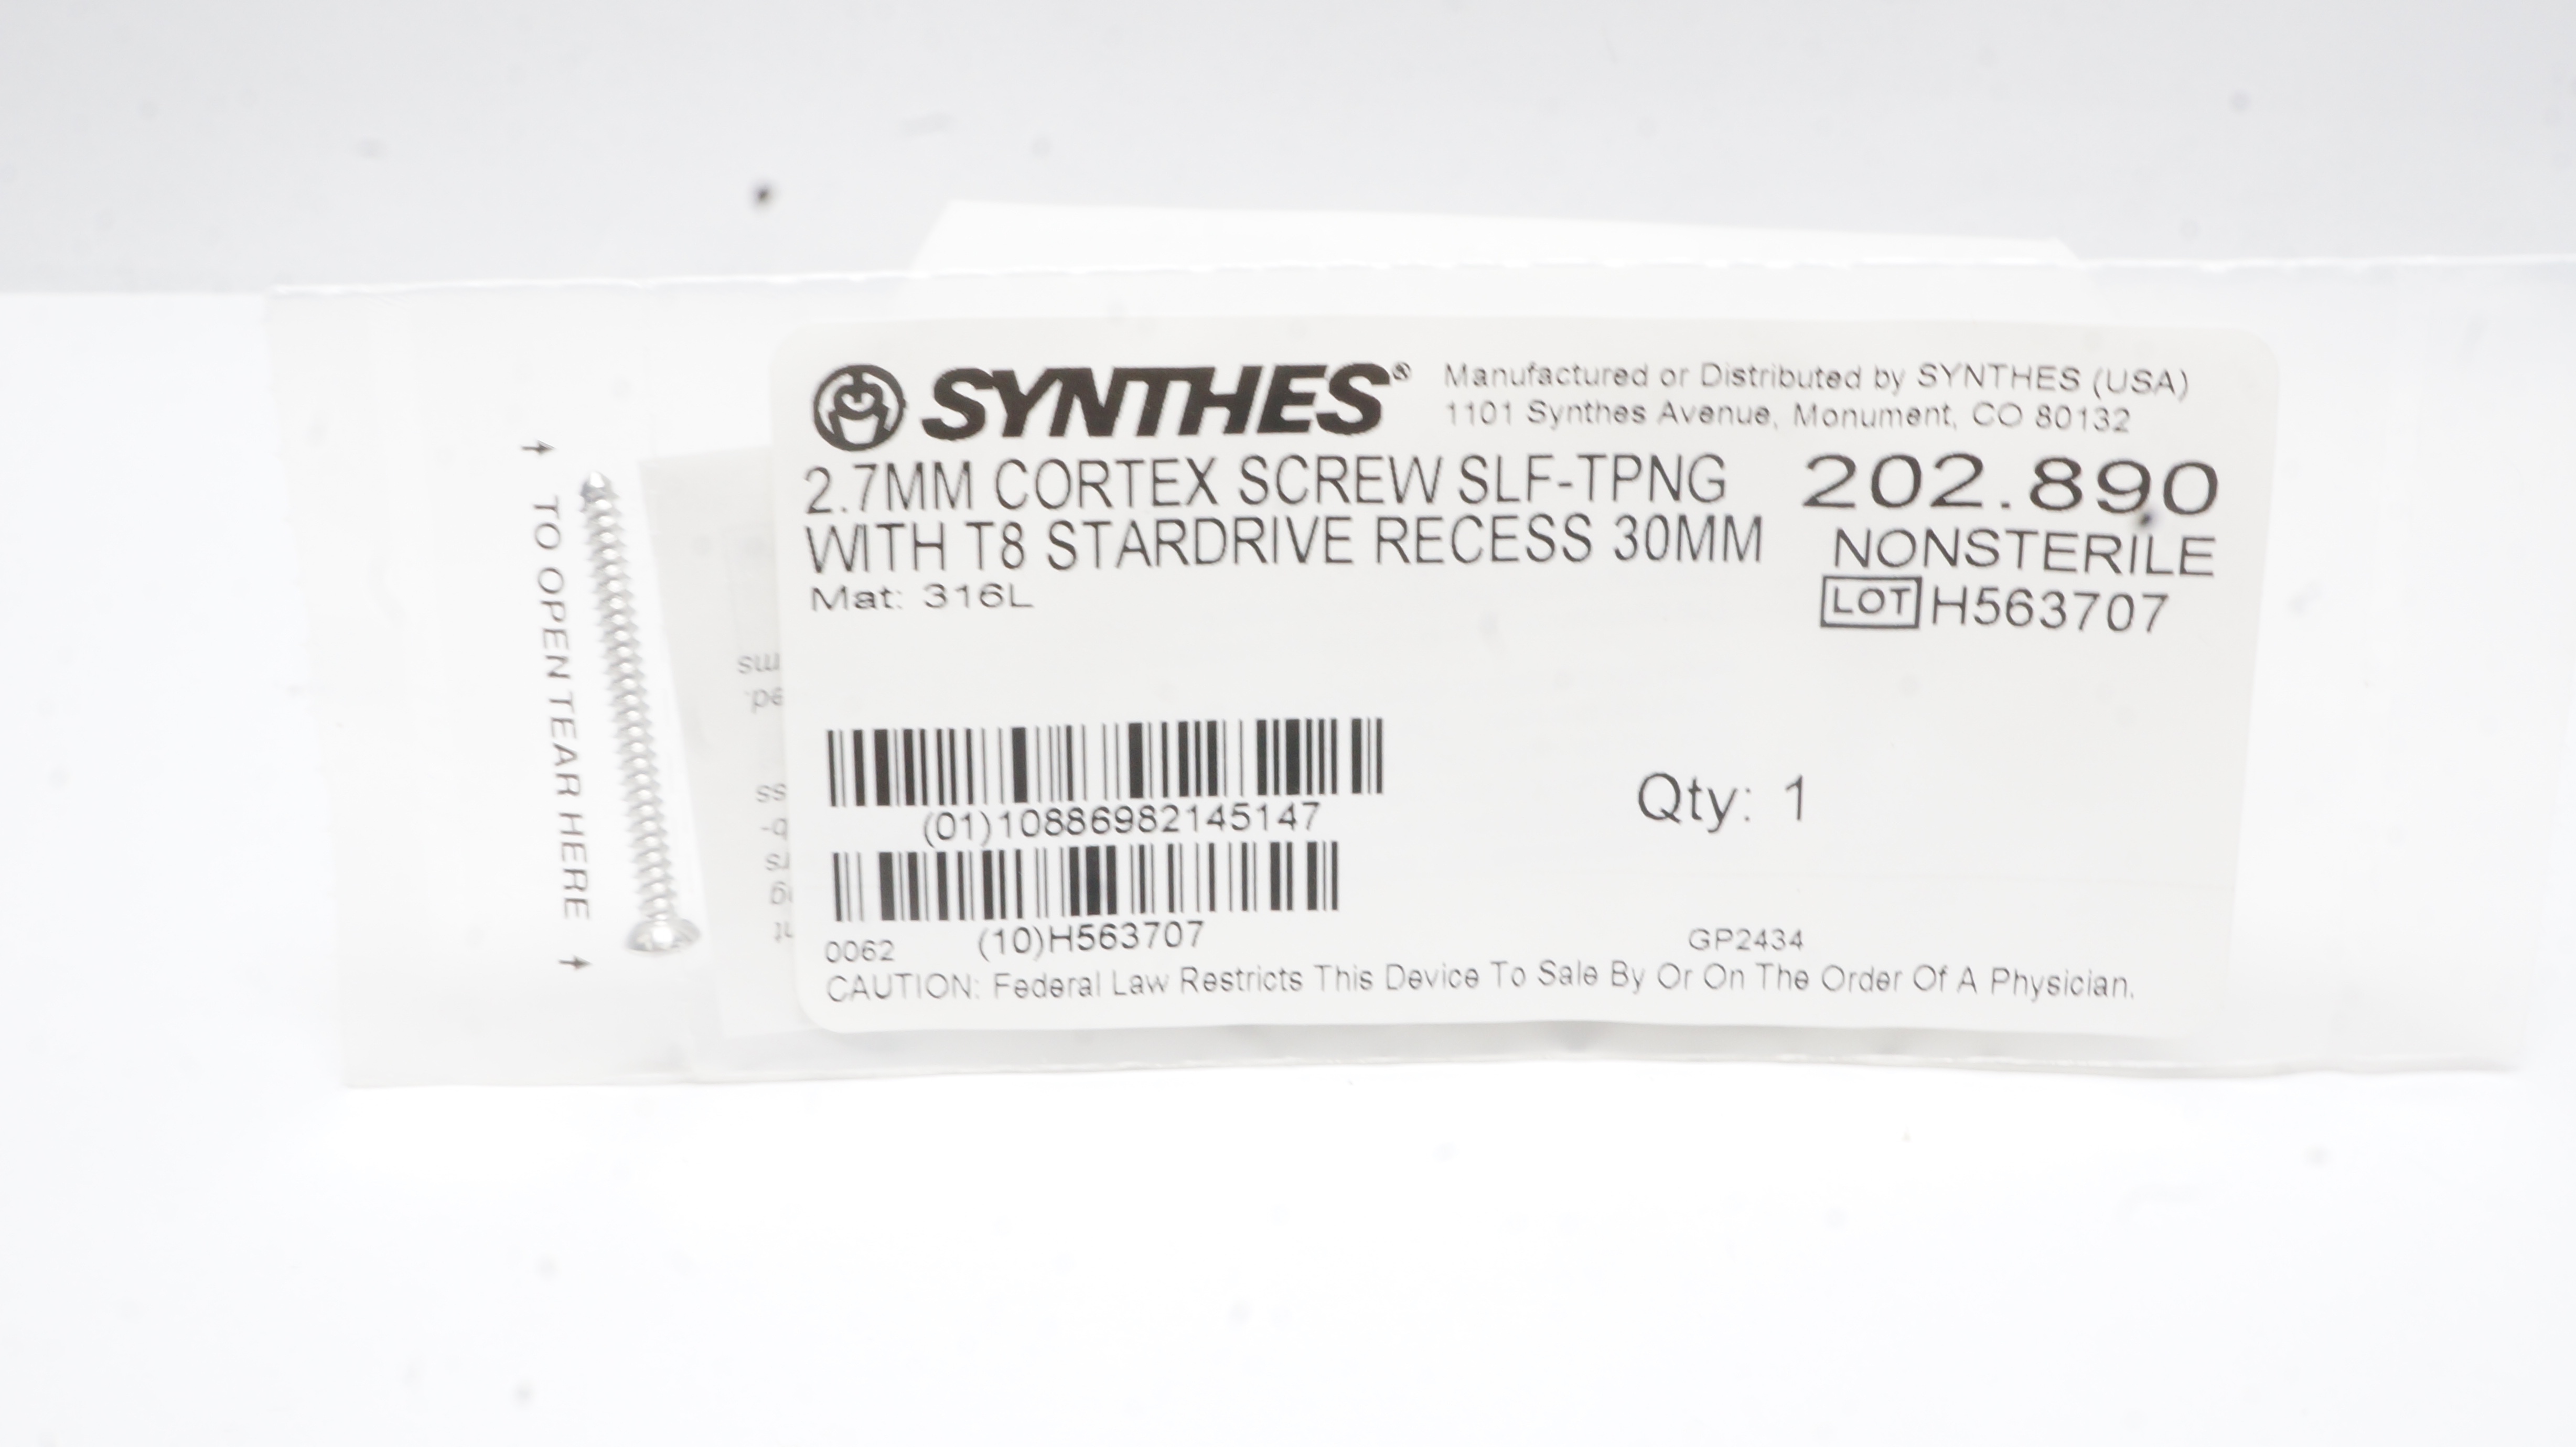 SYNTHES® Manufactured or Distributed by SYNTHES (USA)
1101 Synthes Avenue, Monument, CO 80132
2.7MM CORTEX SCREW SLF-TPNG
WITH T8 STARDRIVE RECESS 30MM
Mat: 316L
202.890
NONSTERILE
LOT H563707
(01)10886982145147
Qty: 1
(10)H563707
0062
GP2434
CAUTION: Federal Law Restricts This Device To Sale By Or On The Order Of A Physician.
TO OPEN TEAR HERE